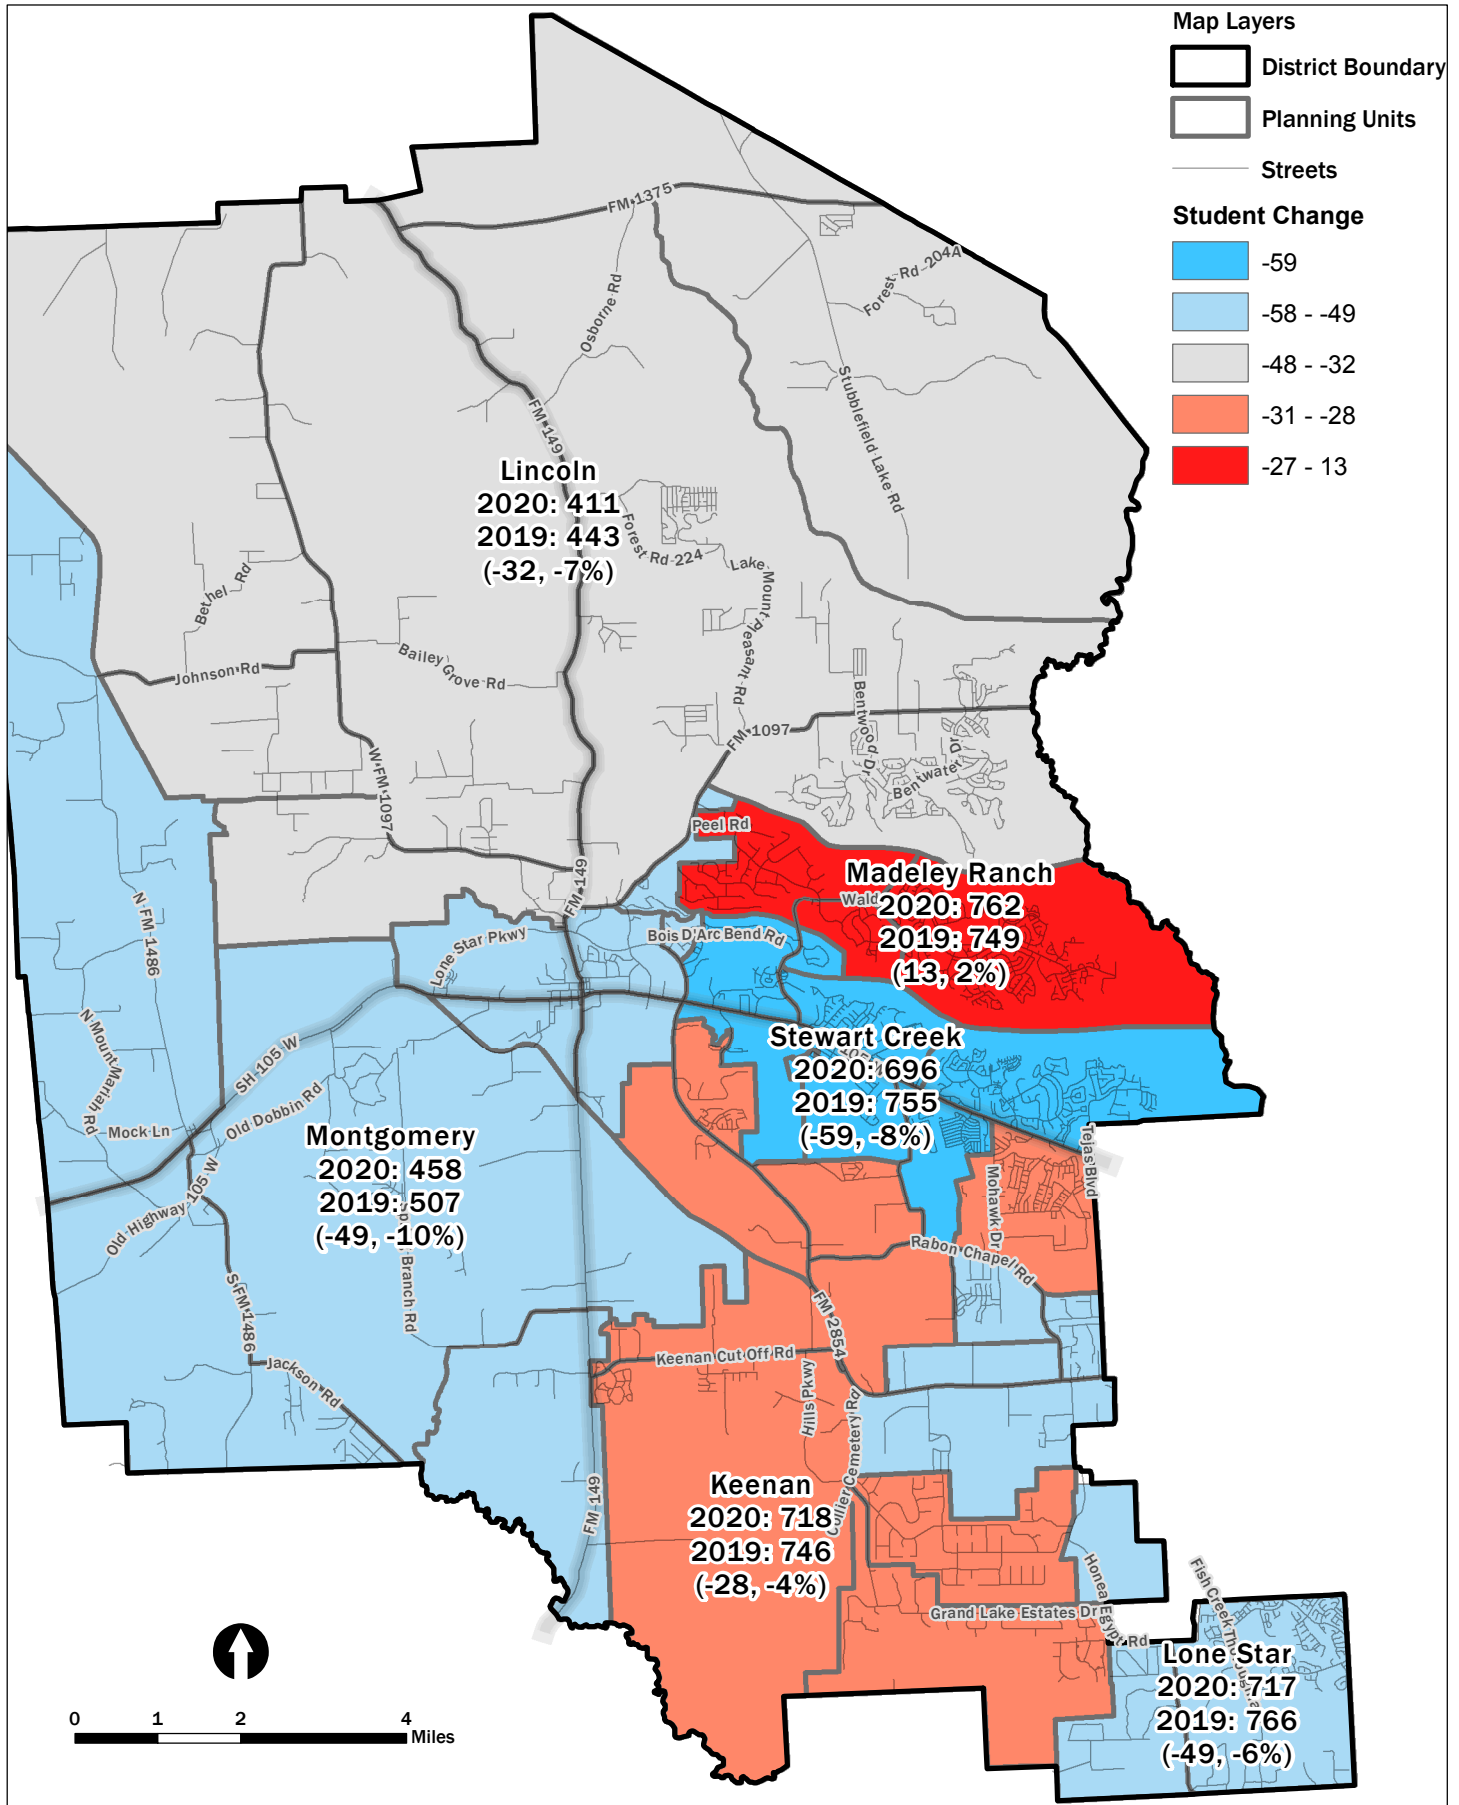 Map Layers
District Boundary
Planning Units
Streets
Student Change
-59
-58 - -49
-48 - -32
-31 - -28
-27 - 13
FM 1375
Forest Rd 204A
Osborne Rd
Stubblefield Lake Rd
FM 149
Lincoln
2020: 411
2019: 443
(-32, -7%)
Forest Rd 224
Lake Mount Pleasant Rd
Bethel Rd
Johnson Rd
Bailey Grove Rd
Bentwood Dr
FM 1097
Bentwater Dr
W FM 1097
Peel Rd
Madeley Ranch
2020: 762
2019: 749
(13, 2%)
Wald
FM 149
N FM 1486
Lone Star Pkwy
Bois D'Arc Bend Rd
N Mount Mariah Rd
SH 105 W
Stewart Creek
2020: 696
2019: 755
(-59, -8%)
Old Dobbin Rd
Mock Ln
Montgomery
2020: 458
2019: 507
(-49, -10%)
Tejas Blvd
Mohawk Dr
Old Highway 105 W
Rabon Chapel Rd
Branch Rd
S FM 1486
FM 2854
Keenan Cut Off Rd
Jackson Rd
Hills Pkwy
Collier Cemetery Rd
Keenan
2020: 718
2019: 746
(-28, -4%)
FM 149
Honea Egypt Rd
Grand Lake Estates Dr
Fish Creek
Lone Star
2020: 717
2019: 766
(-49, -6%)
0 1 2 4
Miles